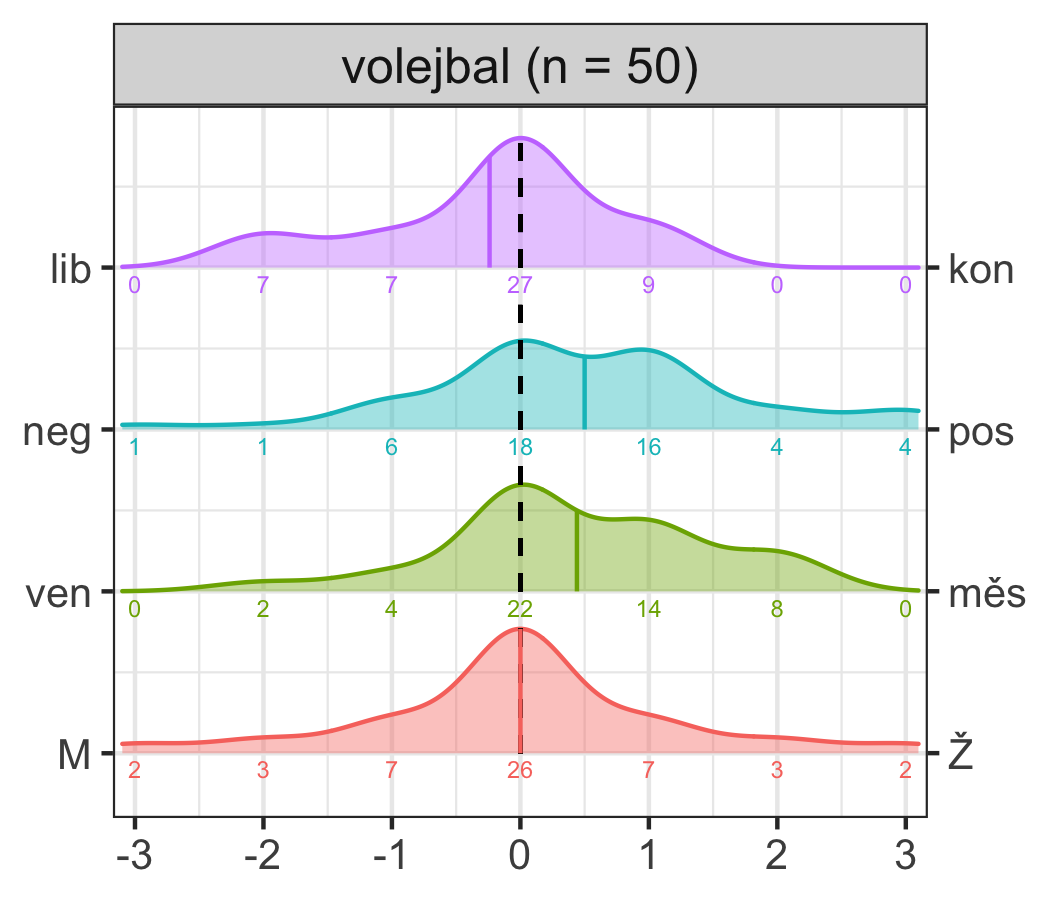 volejbal (n = 50)
lib kon
0 7 7 27 9 0 0
neg pos
1 1 6 18 16 4 4
ven měs
0 2 4 22 14 8 0
M Ž
2 3 7 26 7 3 2
-3 -2 -1 0 1 2 3